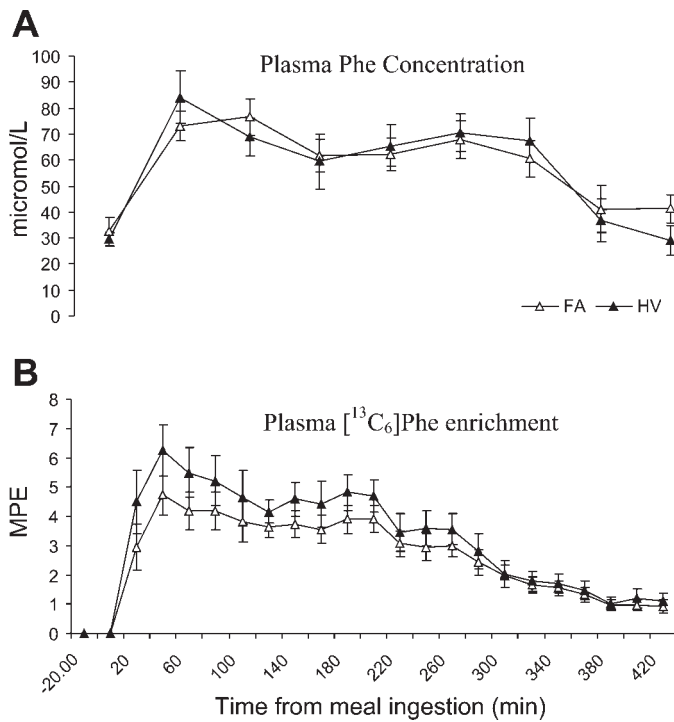 A
Plasma Phe Concentration
micromol/L
100
90
80
70
60
50
40
30
20
10
0
FA HV
B
Plasma [¹³C₆]Phe enrichment
MPE
8
7
6
5
4
3
2
1
0
-20.00 20 60 100 140 180 220 260 300 340 380 420
Time from meal ingestion (min)